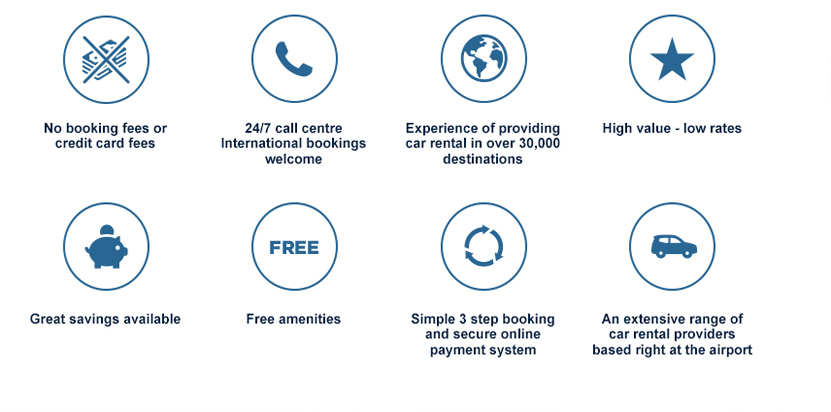 No booking fees or
credit card fees
24/7 call centre
International bookings
welcome
Experience of providing
car rental in over 30,000
destinations
High value - low rates
FREE
Great savings available
Free amenities
Simple 3 step booking
and secure online
payment system
An extensive range of
car rental providers
based right at the airport